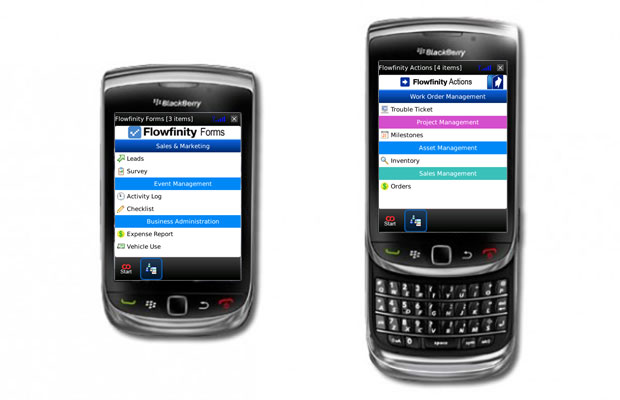 BlackBerry
Flowfinity Forms [3 items]
Flowfinity Forms
Sales & Marketing
Leads
Survey
Event Management
Activity Log
Checklist
Business Administration
Expense Report
Vehicle Use
Start
BlackBerry
Flowfinity Actions [4 items]
Flowfinity Actions
Work Order Management
Trouble Ticket
Project Management
Milestones
Asset Management
Inventory
Sales Management
Orders
Start
space